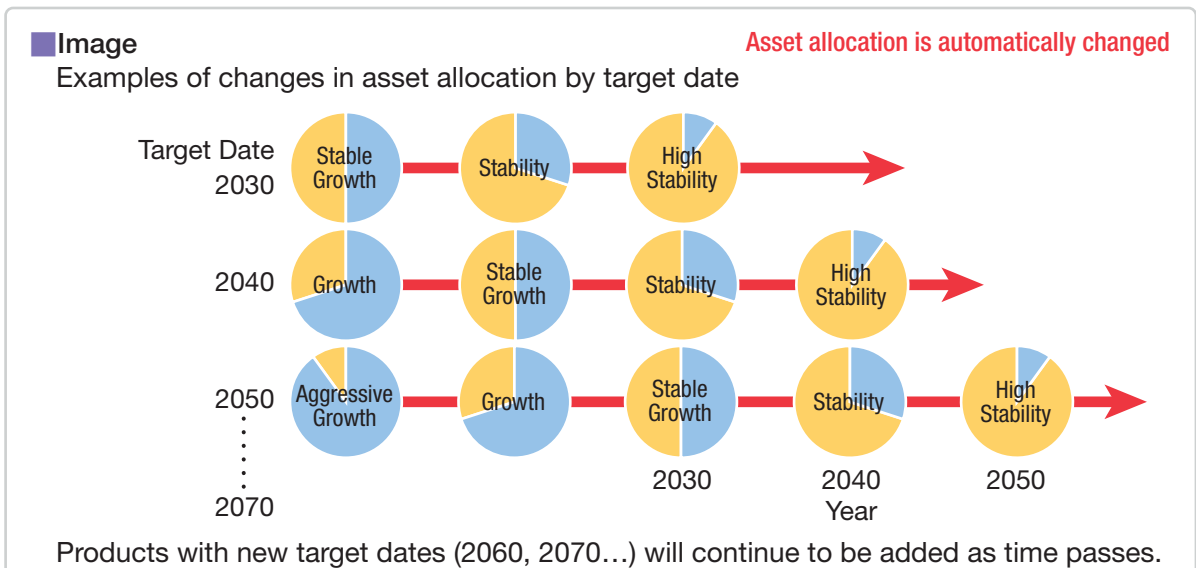 Image
Asset allocation is automatically changed
Examples of changes in asset allocation by target date
Target Date
2030
Stable
Growth
Stability
High
Stability
2040
Growth
Stable
Growth
Stability
High
Stability
2050
Aggressive
Growth
Growth
Stable
Growth
Stability
High
Stability
2070
2030
2040
2050
Year
Products with new target dates (2060, 2070…) will continue to be added as time passes.